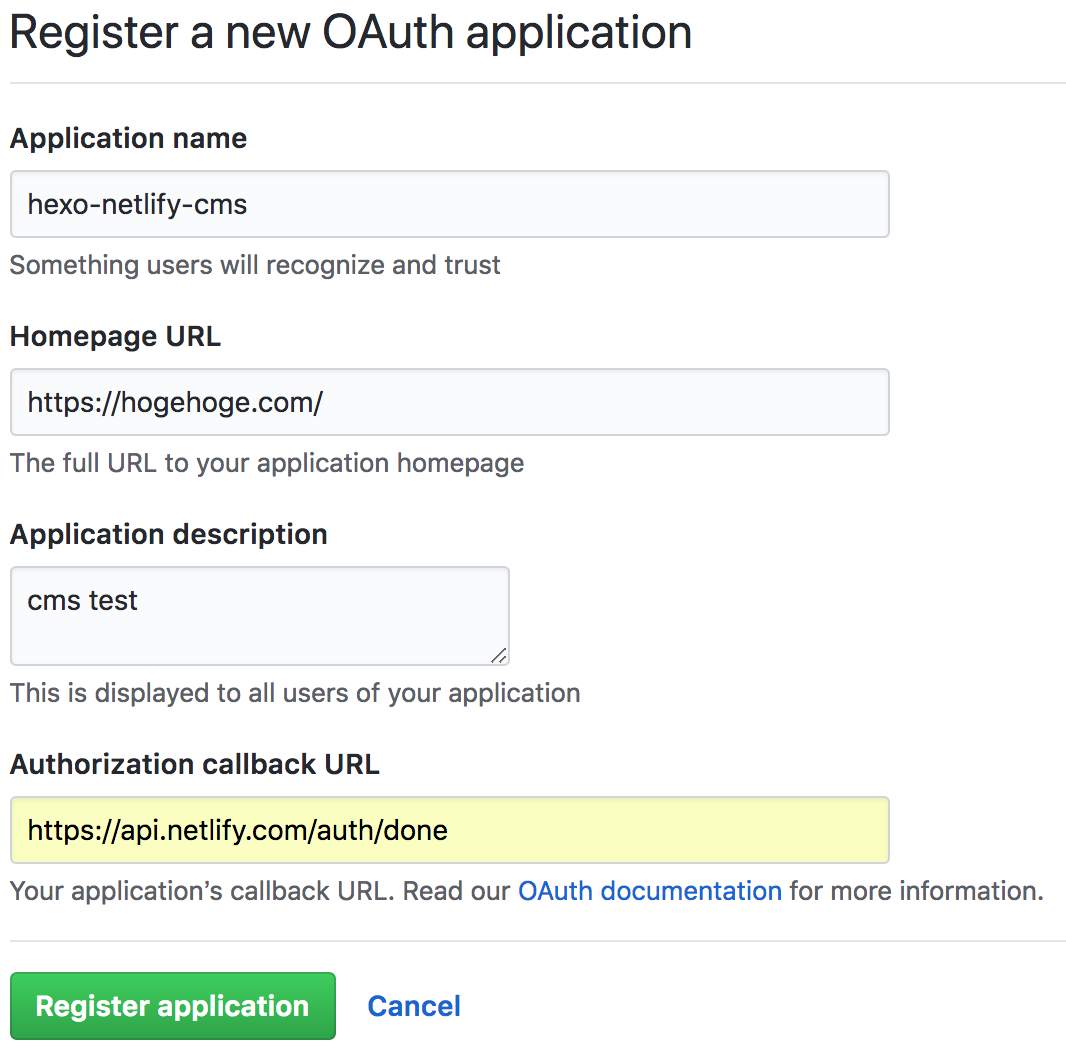 Register a new OAuth application
Application name
hexo-netlify-cms
Something users will recognize and trust
Homepage URL
https://hogehoge.com/
The full URL to your application homepage
Application description
cms test
This is displayed to all users of your application
Authorization callback URL
https://api.netlify.com/auth/done
Your application’s callback URL. Read our OAuth documentation for more information.
Register application Cancel